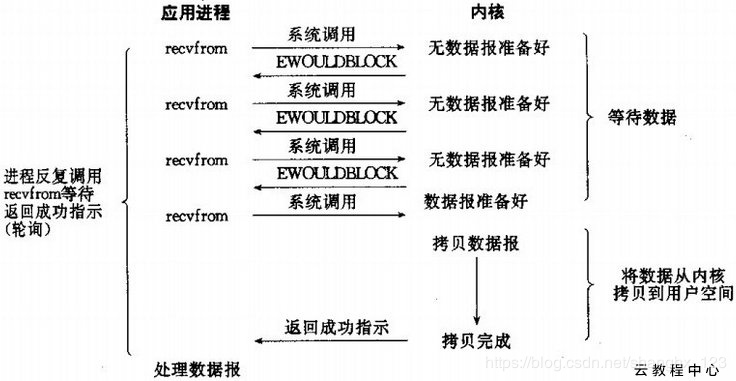 应用进程 内核
recvfrom 系统调用 无数据报准备好
EWOULDBLOCK
recvfrom 系统调用 无数据报准备好
EWOULDBLOCK
等待数据
recvfrom 系统调用 无数据报准备好
EWOULDBLOCK
进程反复调用
recvfrom等待
返回成功指示
(轮询)
recvfrom 系统调用 数据报准备好
拷贝数据报
将数据从内核
拷贝到用户空间
返回成功指示 拷贝完成
处理数据报
云教程中心